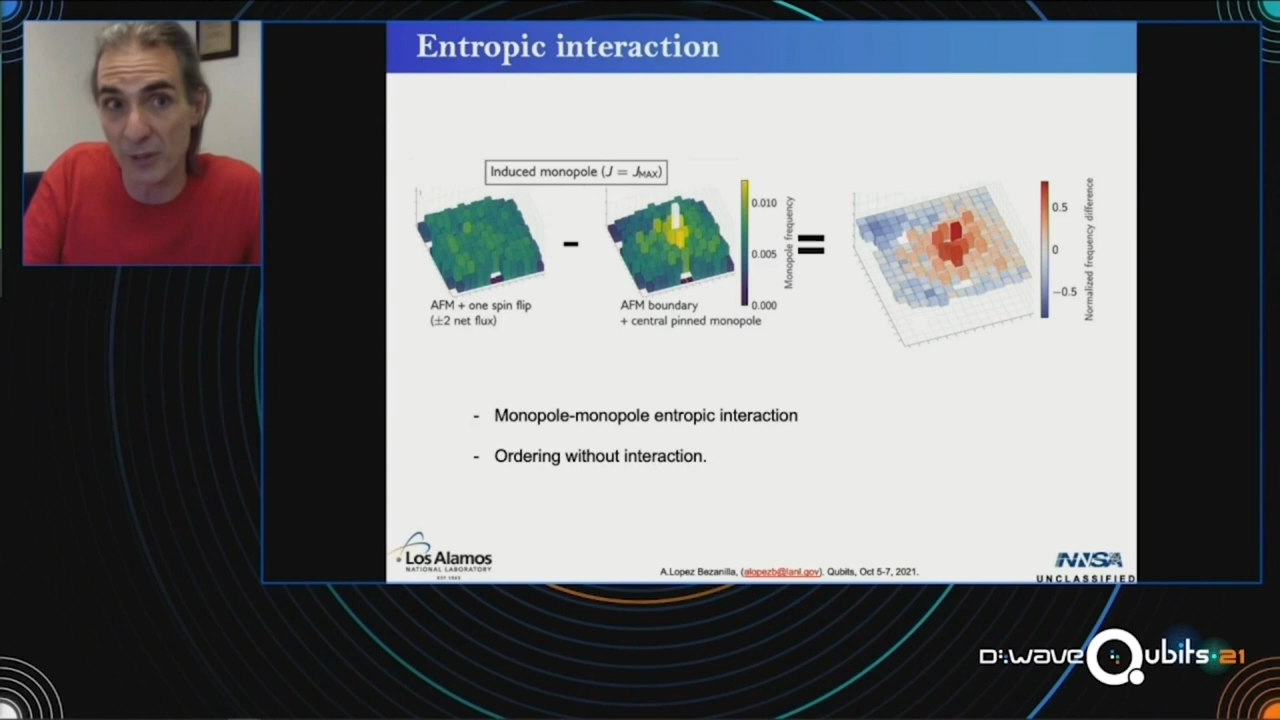 Entropic interaction
Induced monopole (J = JMAX)
AFM + one spin flip
(±2 net flux)
-
AFM boundary
+ central pinned monopole
0.010
0.005
0.000
Monopole frequency
=
0.5
0
−0.5
Normalized frequency difference
- Monopole-monopole entropic interaction
- Ordering without interaction.
Los Alamos
NATIONAL LABORATORY
EST. 1943
A.Lopez Bezanilla, (alopezb@lanl.gov). Qubits, Oct 5-7, 2021.
NNSA
UNCLASSIFIED
D:Wave Qubits·21